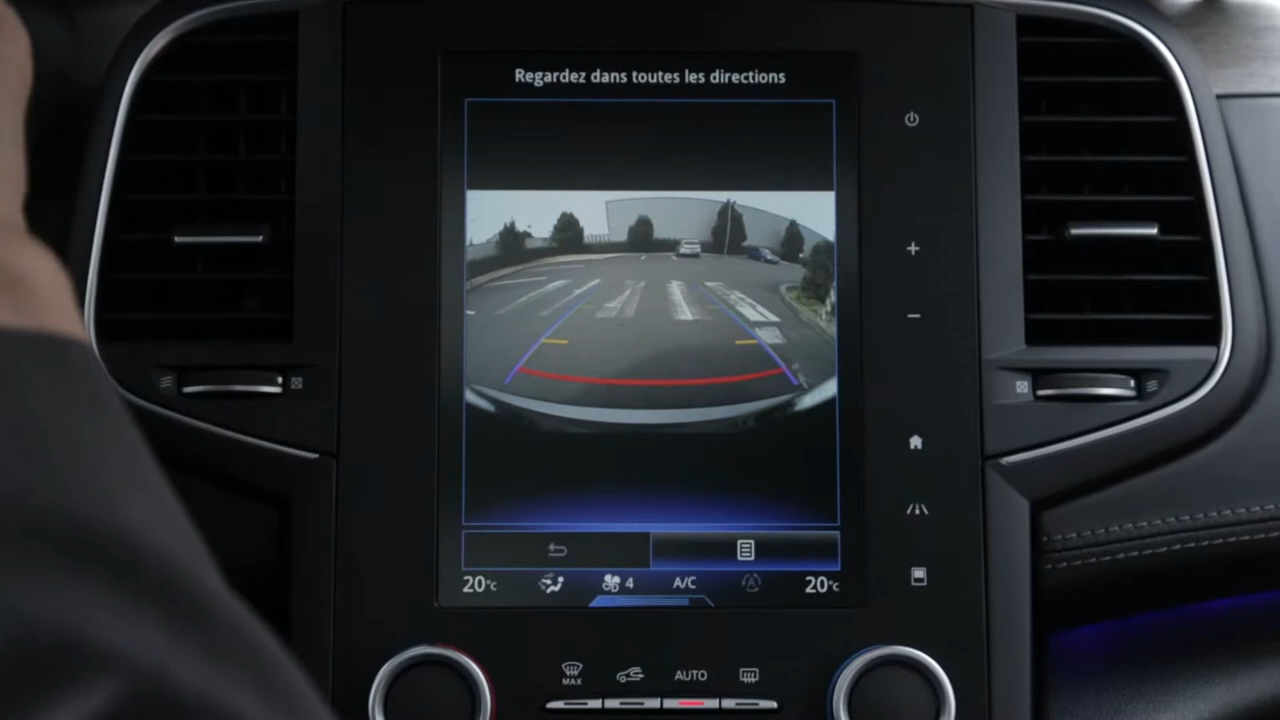 Regardez dans toutes les directions
+
−
20°C 4 A/C 20°C
MAX AUTO